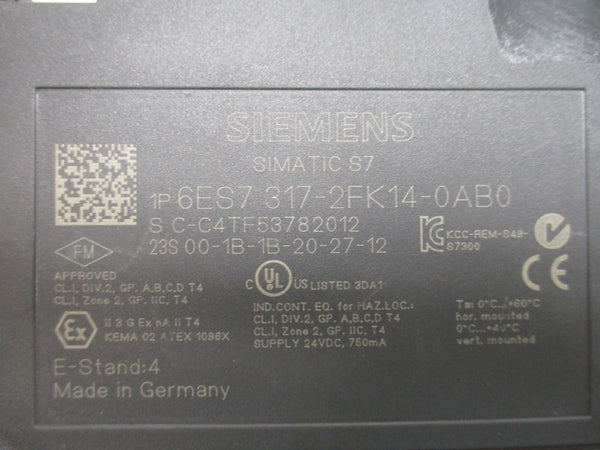 SIEMENS
SIMATIC S7
1P 6ES7 317-2FK14-0AB0
S C-C4TF53782012
23S 00-1B-1B-20-27-12
KCC-REM-S49-
S7300
FM
APPROVED
CL.I, DIV.2, GP. A,B,C,D T4
CL.I, Zone 2, GP. IIC, T4
C UL US LISTED 3DA1
IND.CONT. EQ. for HAZ.LOC.:
CL.I, DIV.2, GP. A,B,C,D T4
CL.I, Zone 2, GP. IIC T4
SUPPLY 24VDC, 750mA
CE
Ta: 0°C...+60°C
hor. mounted
0°C...+40°C
vert. mounted
Ex
II 3 G Ex nA II T4
KEMA 02 ATEX 1096X
E-Stand:4
Made in Germany